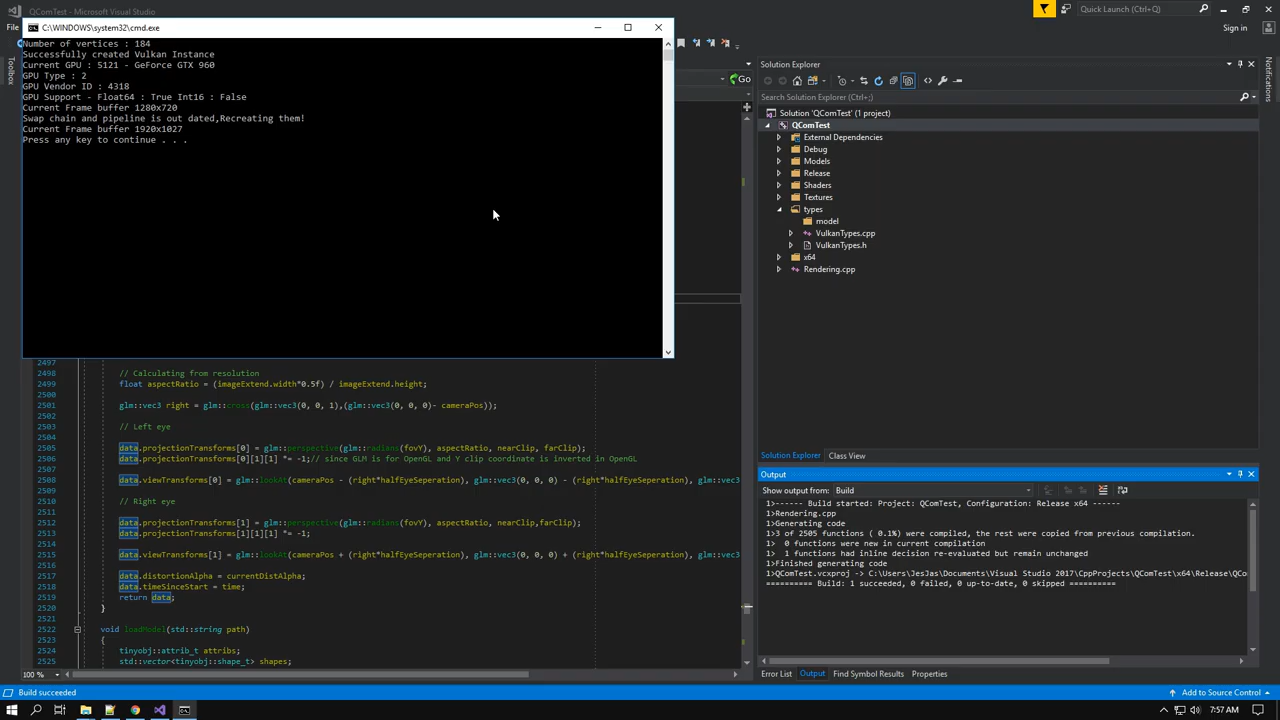 QComTest
Quick Launch (Ctrl+Q)
C:\WINDOWS\system32\cmd.exe
File
Sign in
Number of vertices : 184
Successfully created Vulkan Instance
Current GPU : 5121 - GeForce GTX 960
GPU Type : 2
GPU Vendor ID : 4318
GPU Support - Float64 : True Int16 : False
Current Frame buffer 1280x720
Swap chain and pipeline is out dated,Recreating them!
Current Frame buffer 1920x1027
Press any key to continue . . .
Toolbox
Go
Solution Explorer
Notifications
Search Solution Explorer (Ctrl+;)
Solution 'QComTest' (1 project)
QComTest
External Dependencies
Debug
Models
Release
Shaders
Textures
types
model
VulkanTypes.cpp
VulkanTypes.h
x64
Rendering.cpp
2497
2498 // Calculating from resolution
2499 float aspectRatio = (imageExtend.width*0.5f) / imageExtend.height;
2500
2501 glm::vec3 right = glm::cross(glm::vec3(0, 0, 1),(glm::vec3(0, 0, 0)- cameraPos));
2502
2503 // Left eye
2504
2505 data.projectionTransforms[0] = glm::perspective(glm::radians(fovY), aspectRatio, nearClip, farClip);
2506 data.projectionTransforms[0][1][1] *= -1;// since GLM is for OpenGL and Y clip coordinate is inverted in OpenGL
2507
2508 data.viewTransforms[0] = glm::lookAt(cameraPos - (right*halfEyeSeperation), glm::vec3(0, 0, 0) - (right*halfEyeSeperation), glm::vec3
2509
2510 // Right eye
2511
2512 data.projectionTransforms[1] = glm::perspective(glm::radians(fovY), aspectRatio, nearClip,farClip);
2513 data.projectionTransforms[1][1][1] *= -1;
2514
2515 data.viewTransforms[1] = glm::lookAt(cameraPos + (right*halfEyeSeperation), glm::vec3(0, 0, 0) + (right*halfEyeSeperation), glm::vec3
2516
2517 data.distortionAlpha = currentDistAlpha;
2518 data.timeSinceStart = time;
2519 return data;
2520 }
2521
2522 void loadModel(std::string path)
2523 {
2524 tinyobj::attrib_t attribs;
2525 std::vector<tinyobj::shape_t> shapes;
100 %
Solution Explorer Class View
Output
Show output from: Build
1>------ Build started: Project: QComTest, Configuration: Release x64 ------
1>Rendering.cpp
1>Generating code
1>3 of 2505 functions ( 0.1%) were compiled, the rest were copied from previous compilation.
1> 0 functions were new in current compilation
1> 1 functions had inline decision re-evaluated but remain unchanged
1>Finished generating code
1>QComTest.vcxproj -> C:\Users\JesJas\Documents\Visual Studio 2017\CppProjects\QComTest\x64\Release\QCo
========== Build: 1 succeeded, 0 failed, 0 up-to-date, 0 skipped ==========
Error List Output Find Symbol Results Properties
Build succeeded
Add to Source Control
7:57 AM